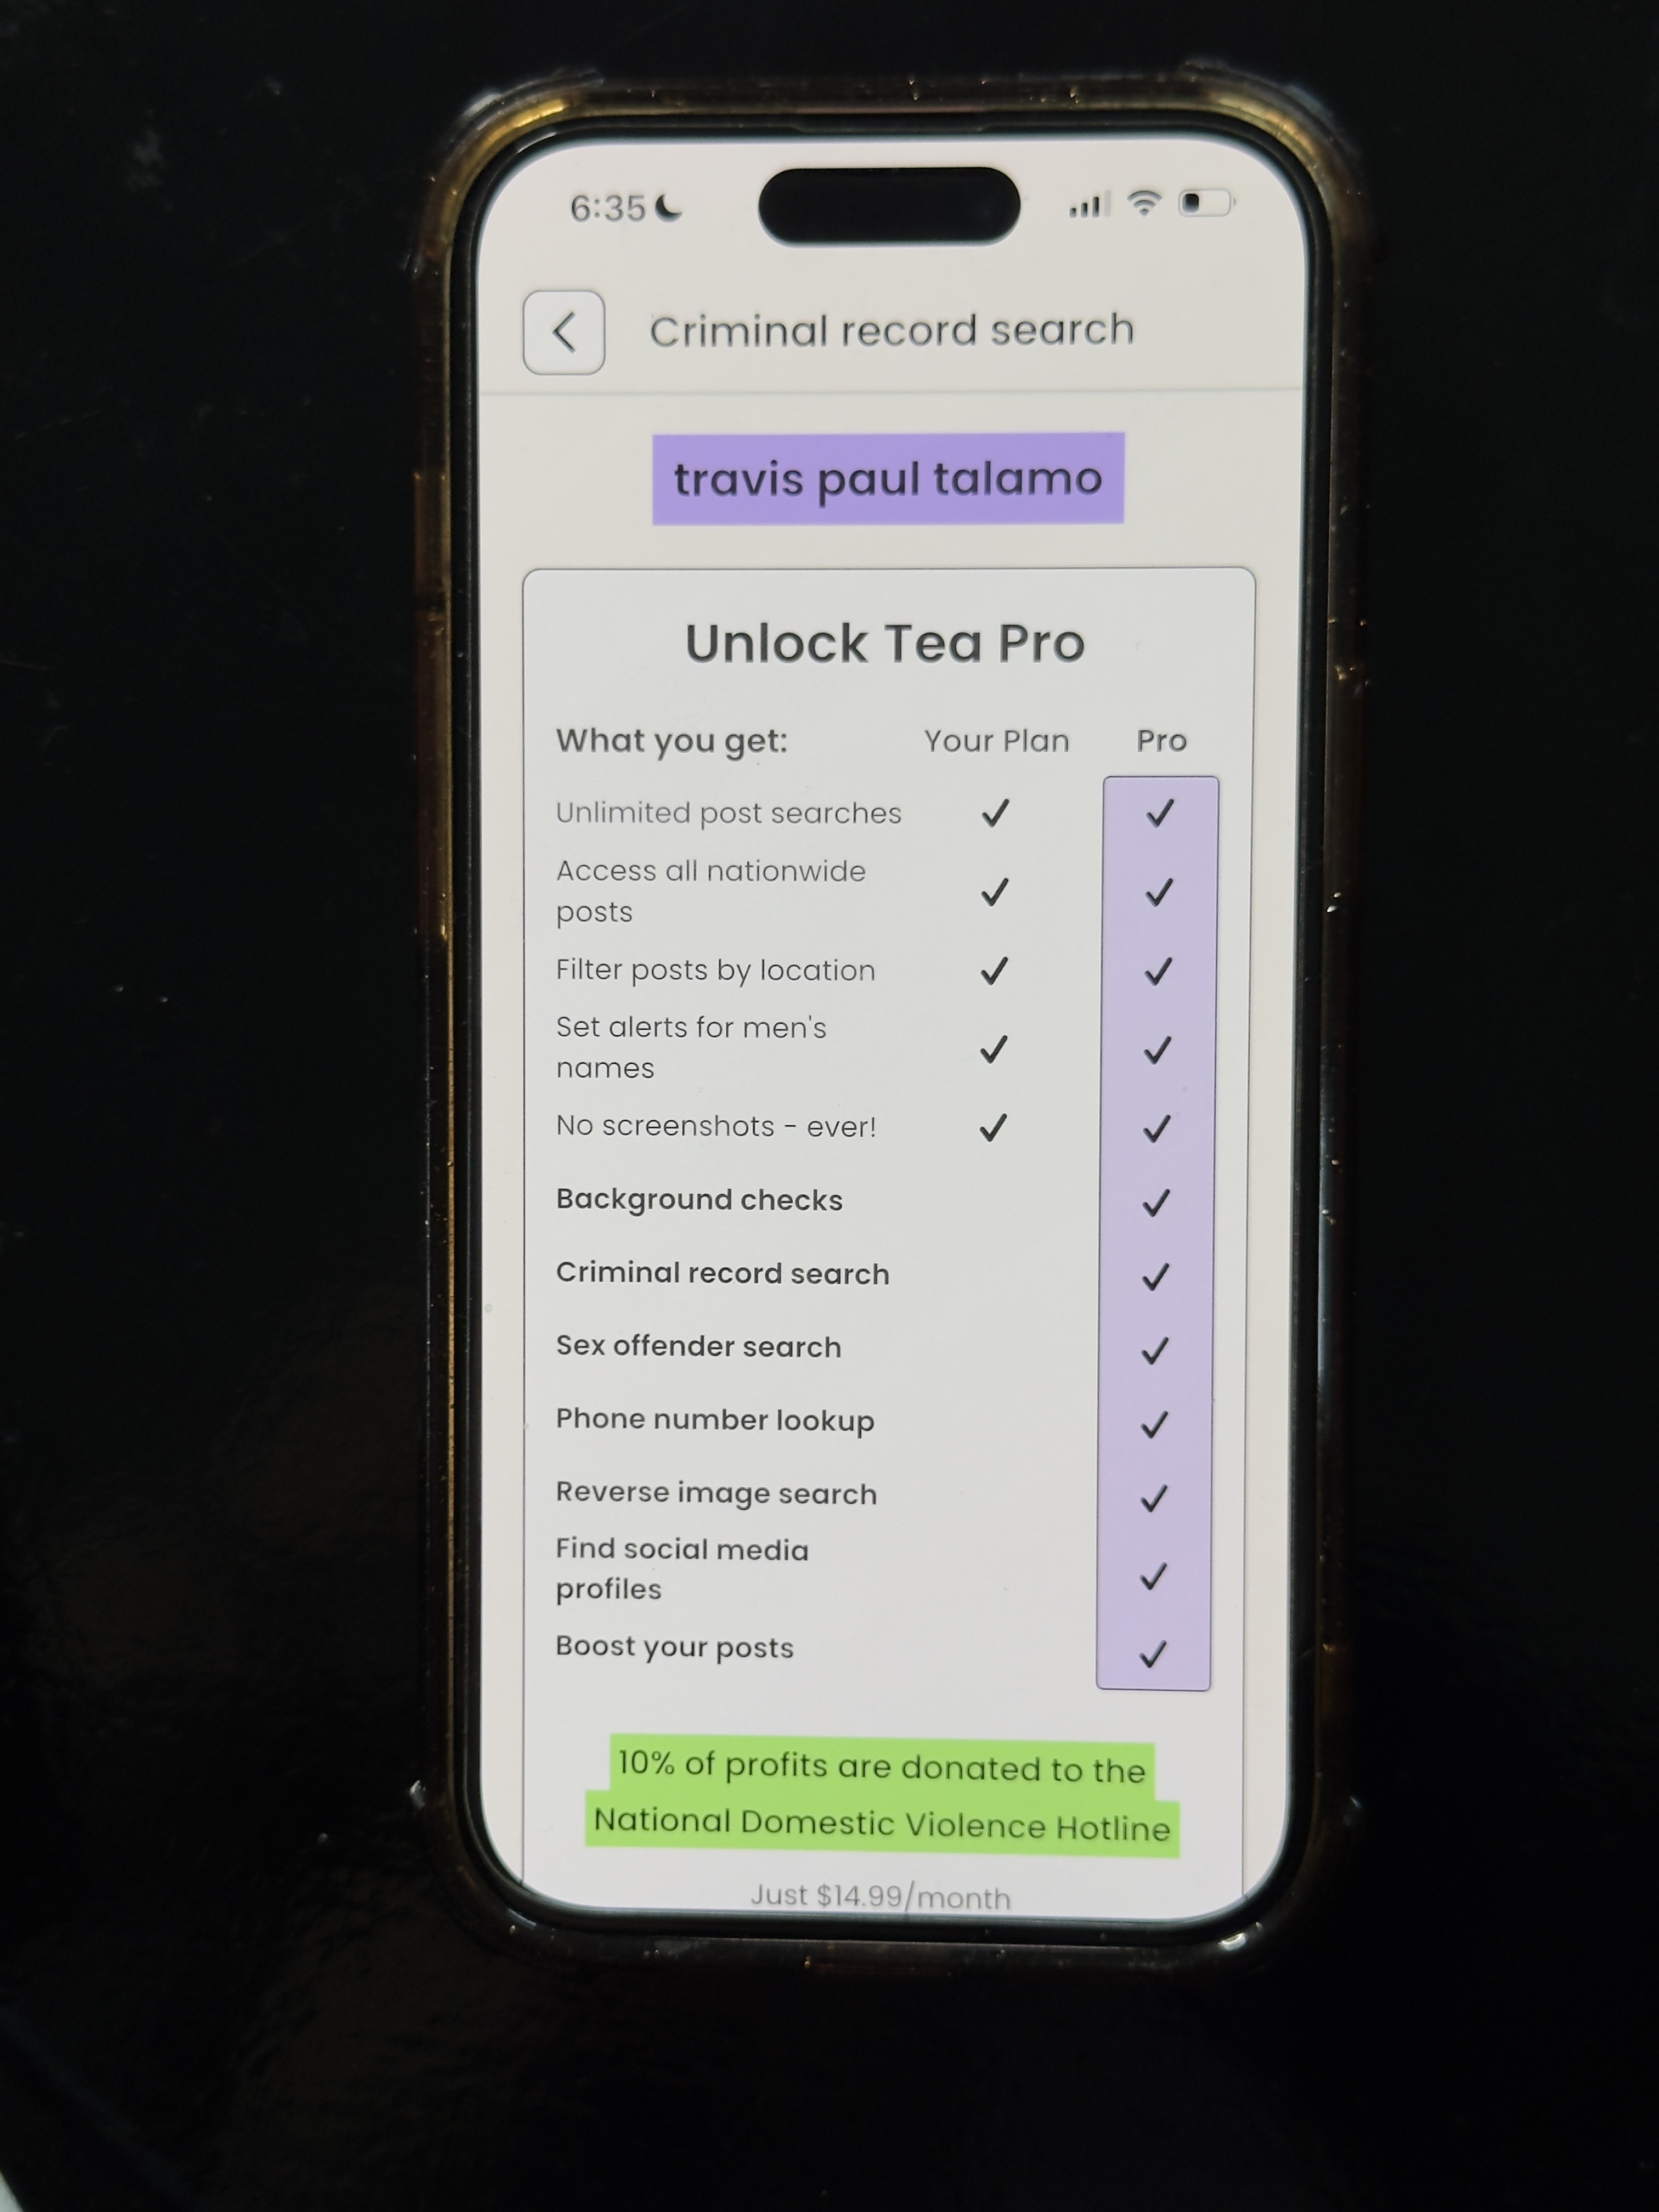 6:35
Criminal record search
travis paul talamo
Unlock Tea Pro
What you get: Your Plan Pro
Unlimited post searches
Access all nationwide
posts
Filter posts by location
Set alerts for men's
names
No screenshots - ever!
Background checks
Criminal record search
Sex offender search
Phone number lookup
Reverse image search
Find social media
profiles
Boost your posts
10% of profits are donated to the
National Domestic Violence Hotline
Just $14.99/month